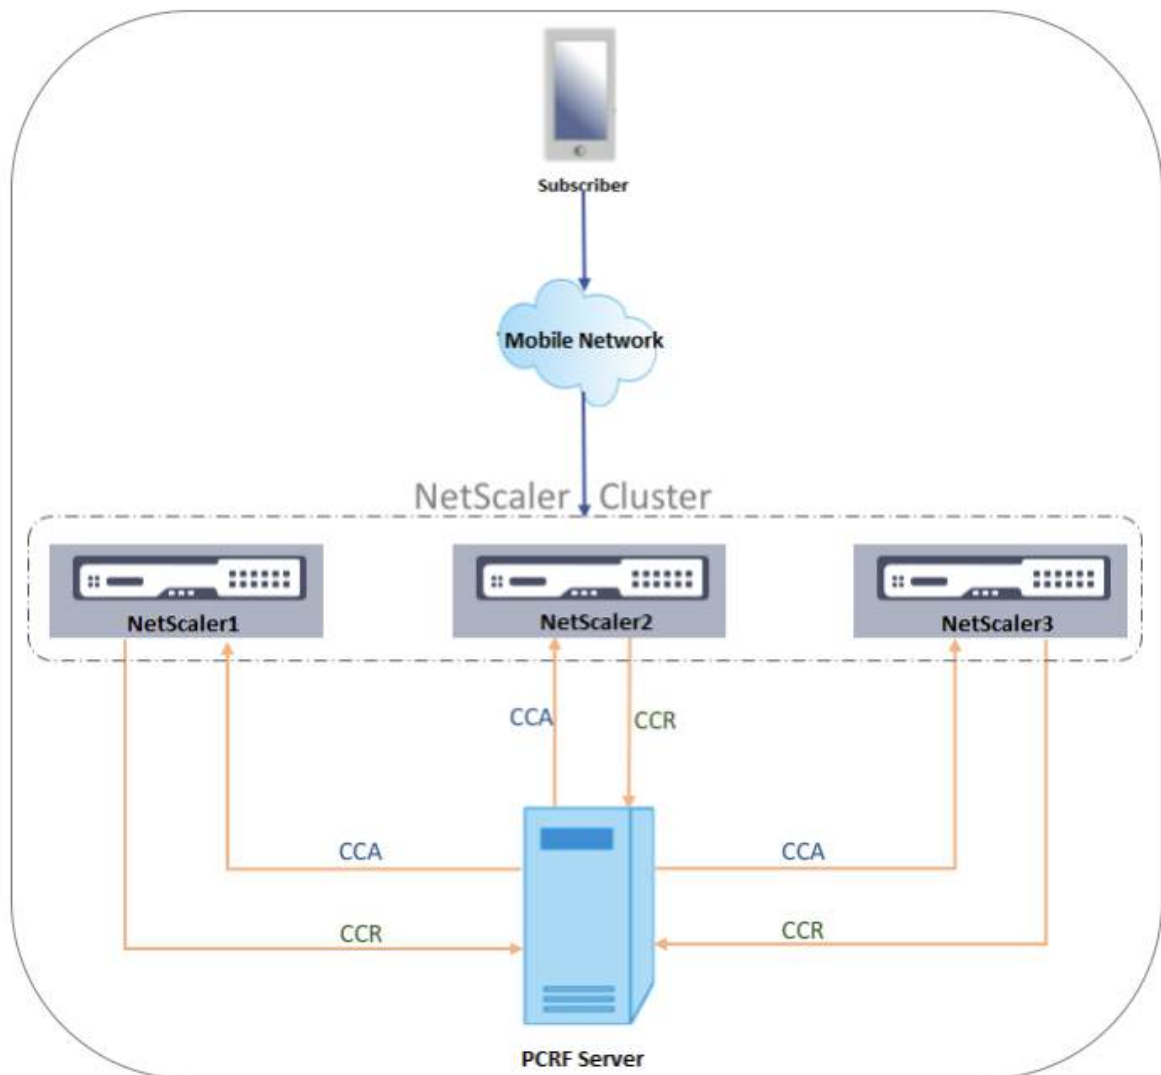 Subscriber
Mobile Network
NetScaler Cluster
NetScaler1
NetScaler2
NetScaler3
CCA
CCR
CCA
CCA
CCR
CCR
PCRF Server